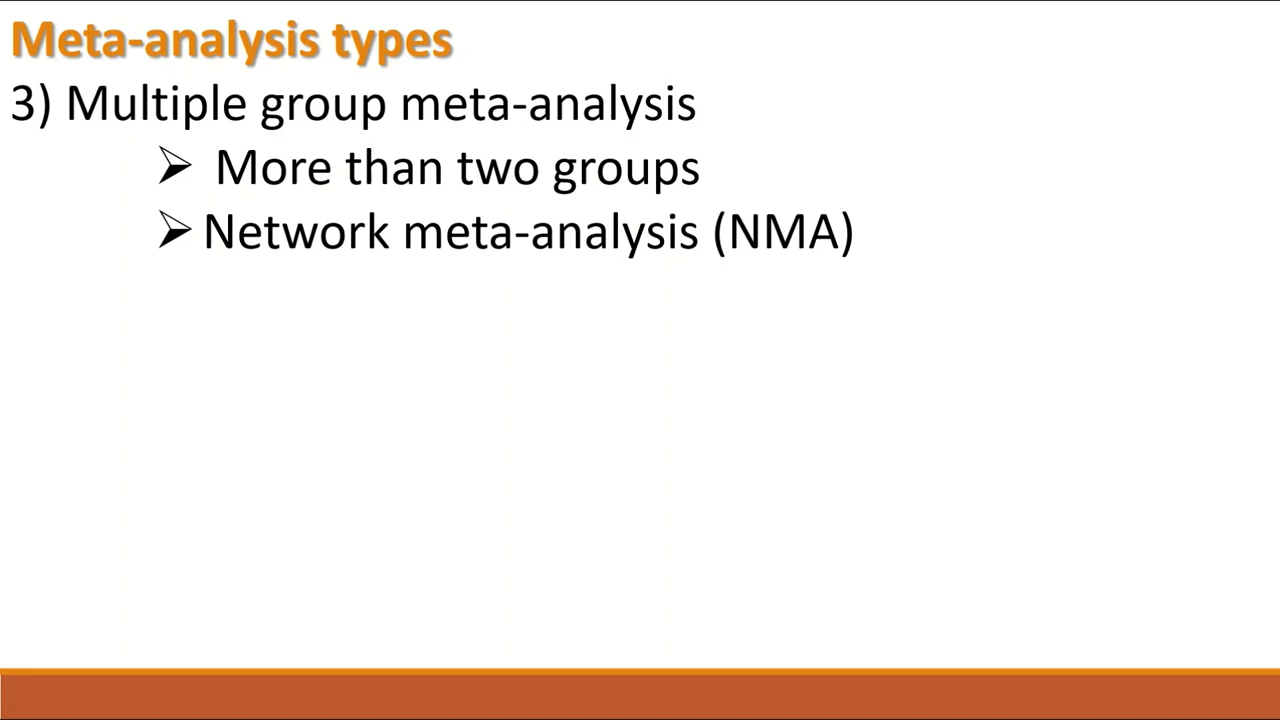 Meta-analysis types
3) Multiple group meta-analysis
➢ More than two groups
➢ Network meta-analysis (NMA)